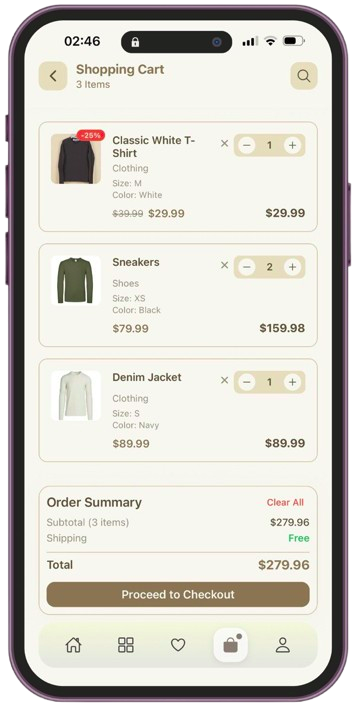 02:46
Shopping Cart
3 Items
-25%
Classic White T-
Shirt
Clothing
Size: M
Color: White
$39.99 $29.99
× − 1 +
$29.99
Sneakers
Shoes
Size: XS
Color: Black
$79.99
× − 2 +
$159.98
Denim Jacket
Clothing
Size: S
Color: Navy
$89.99
× − 1 +
$89.99
Order Summary Clear All
Subtotal (3 items) $279.96
Shipping Free
Total $279.96
Proceed to Checkout